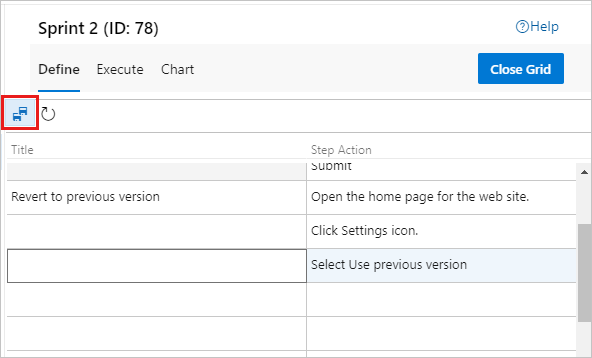 Sprint 2 (ID: 78)
Help
Define Execute Chart
Close Grid
Title Step Action
Submit
Revert to previous version Open the home page for the web site.
Click Settings icon.
Select Use previous version